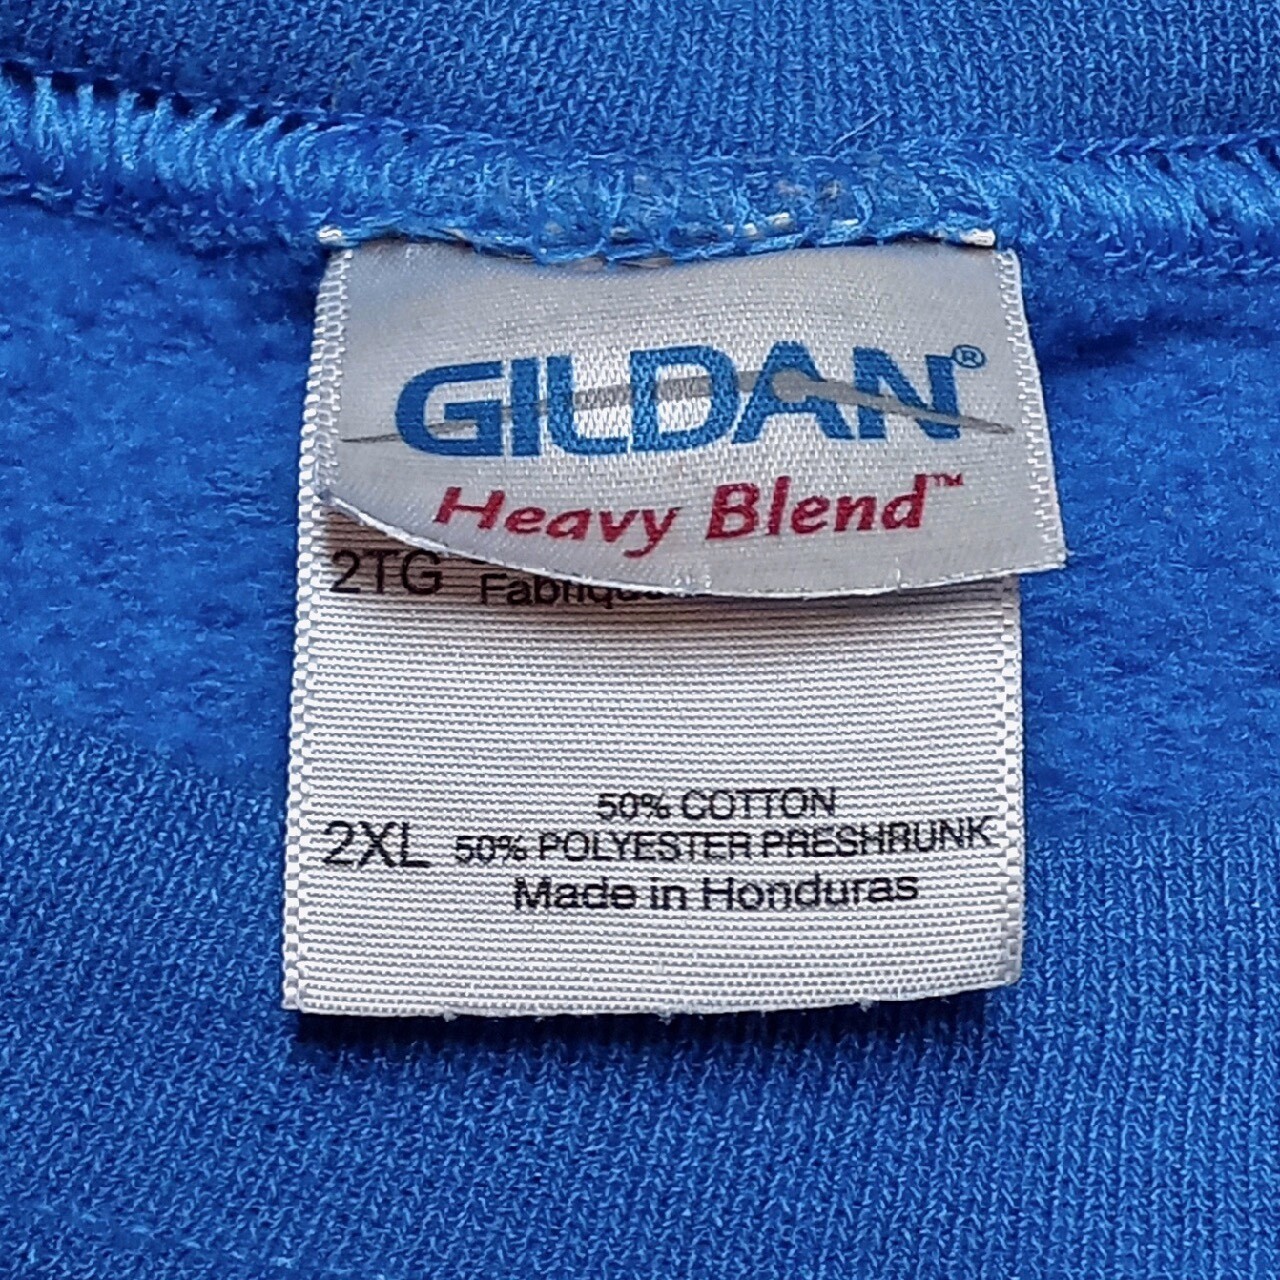 GILDAN®
Heavy Blend™
2TG
50% COTTON
2XL 50% POLYESTER PRESHRUNK
Made in Honduras